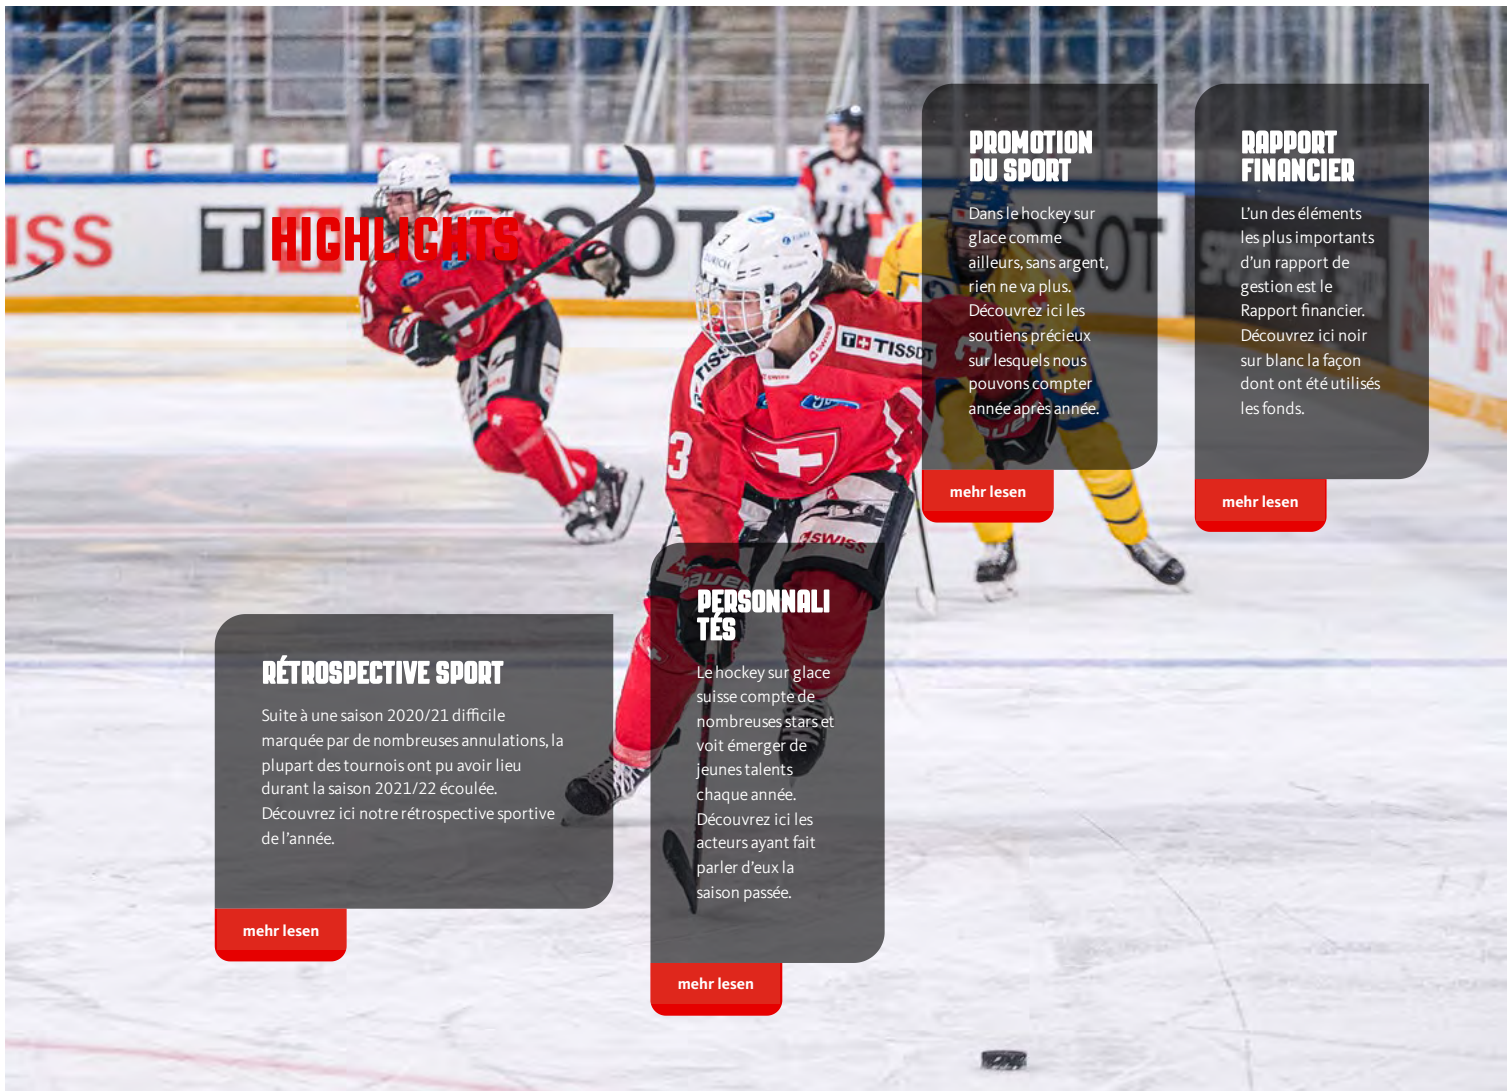 HIGHLIGHTS
PROMOTION
DU SPORT
Dans le hockey sur
glace comme
ailleurs, sans argent,
rien ne va plus.
Découvrez ici les
soutiens précieux
sur lesquels nous
pouvons compter
année après année.
mehr lesen
RAPPORT
FINANCIER
L’un des éléments
les plus importants
d’un rapport de
gestion est le
Rapport financier.
Découvrez ici noir
sur blanc la façon
dont ont été utilisés
les fonds.
mehr lesen
RÉTROSPECTIVE SPORT
Suite à une saison 2020/21 difficile
marquée par de nombreuses annulations, la
plupart des tournois ont pu avoir lieu
durant la saison 2021/22 écoulée.
Découvrez ici notre rétrospective sportive
de l’année.
mehr lesen
PERSONNALI
TÉS
Le hockey sur glace
suisse compte de
nombreuses stars et
voit émerger de
jeunes talents
chaque année.
Découvrez ici les
acteurs ayant fait
parler d’eux la
saison passée.
mehr lesen
ISS
TISSOT
3
SWISS
BAUER